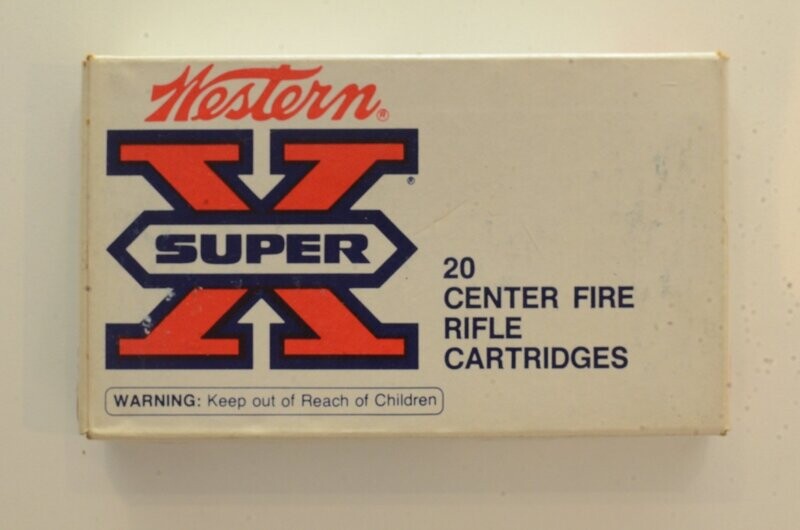 Western®
X
®
SUPER
20
CENTER FIRE
RIFLE
CARTRIDGES
WARNING: Keep out of Reach of Children